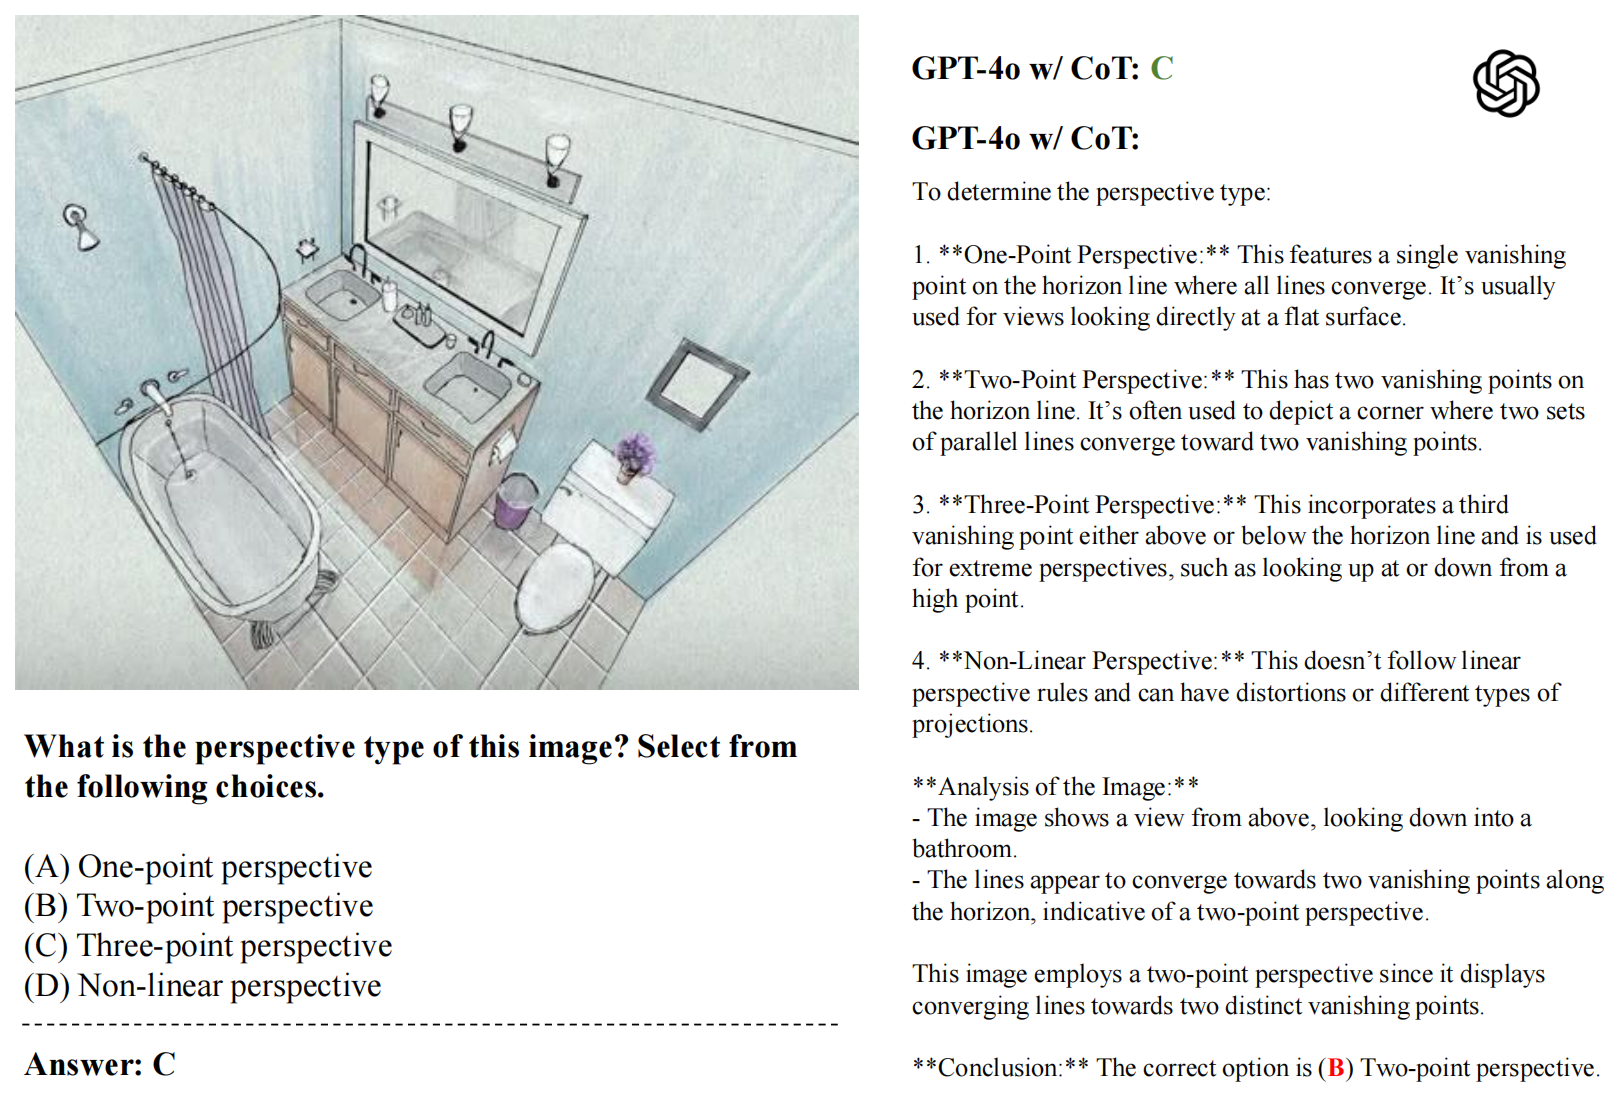 What is the perspective type of this image? Select from
the following choices.
(A) One-point perspective
(B) Two-point perspective
(C) Three-point perspective
(D) Non-linear perspective
Answer: C
GPT-4o w/ CoT: C
GPT-4o w/ CoT:
To determine the perspective type:
1. **One-Point Perspective:** This features a single vanishing
point on the horizon line where all lines converge. It’s usually
used for views looking directly at a flat surface.
2. **Two-Point Perspective:** This has two vanishing points on
the horizon line. It’s often used to depict a corner where two sets
of parallel lines converge toward two vanishing points.
3. **Three-Point Perspective:** This incorporates a third
vanishing point either above or below the horizon line and is used
for extreme perspectives, such as looking up at or down from a
high point.
4. **Non-Linear Perspective:** This doesn’t follow linear
perspective rules and can have distortions or different types of
projections.
**Analysis of the Image:**
- The image shows a view from above, looking down into a
bathroom.
- The lines appear to converge towards two vanishing points along
the horizon, indicative of a two-point perspective.
This image employs a two-point perspective since it displays
converging lines towards two distinct vanishing points.
**Conclusion:** The correct option is (B) Two-point perspective.